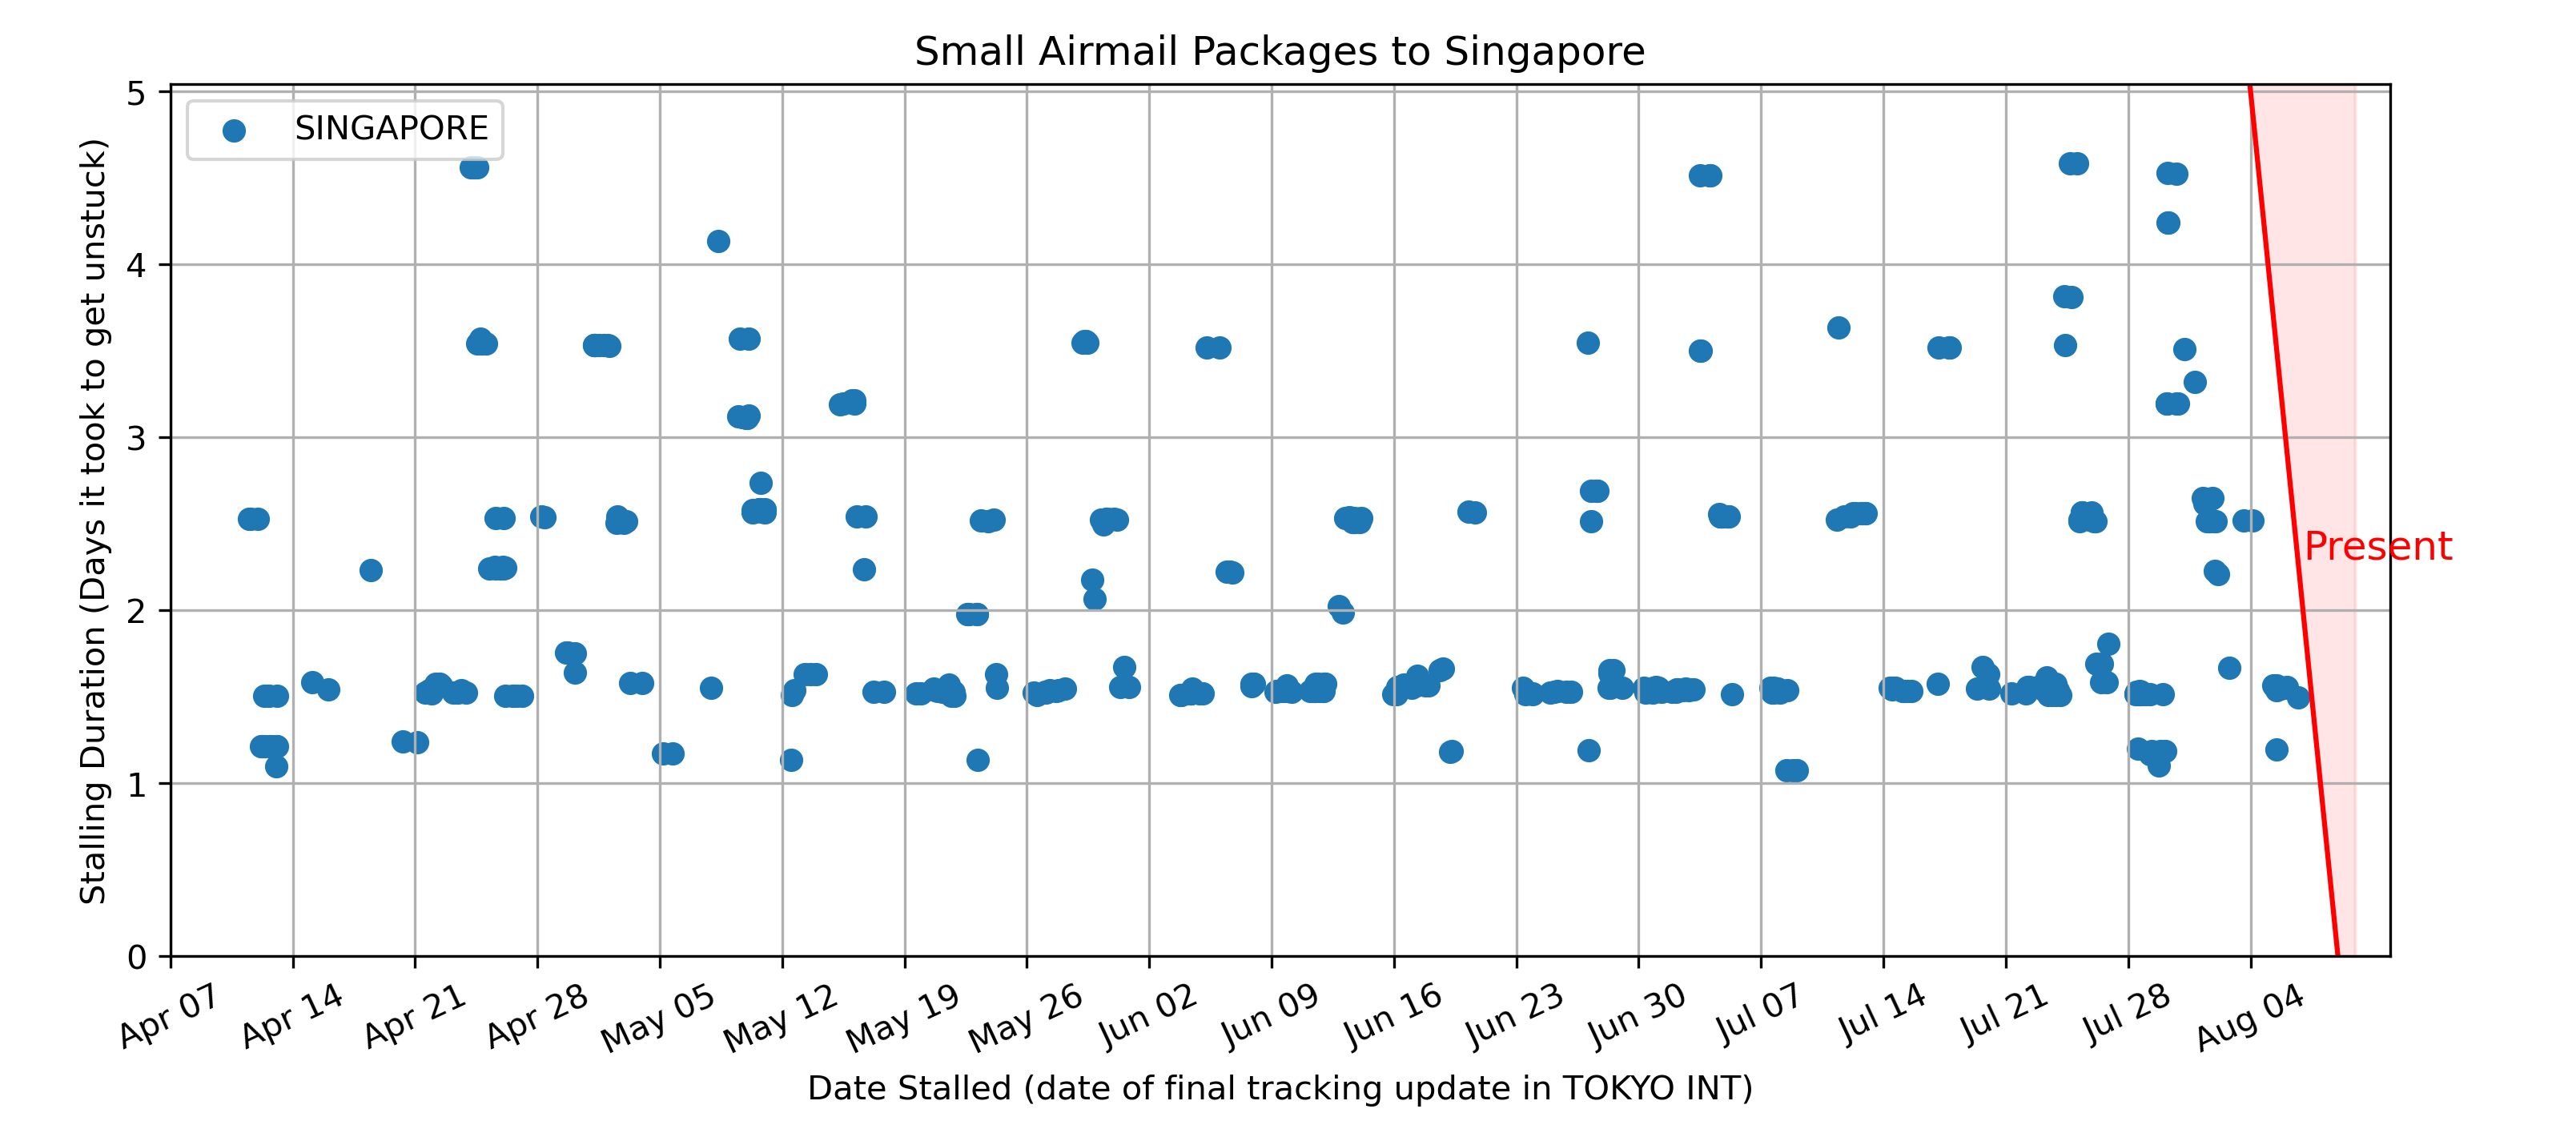 Small Airmail Packages to Singapore
SINGAPORE
Stalling Duration (Days it took to get unstuck)
5
4
3
2
1
0
Present
Apr 07
Apr 14
Apr 21
Apr 28
May 05
May 12
May 19
May 26
Jun 02
Jun 09
Jun 16
Jun 23
Jun 30
Jul 07
Jul 14
Jul 21
Jul 28
Aug 04
Date Stalled (date of final tracking update in TOKYO INT)